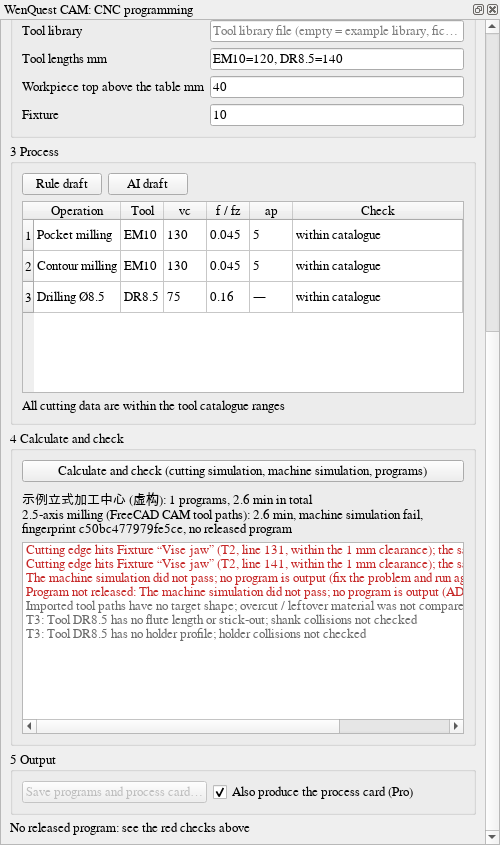 WenQuest CAM: CNC programming
Tool library Tool library file (empty = example library, fic…
Tool lengths mm EM10=120, DR8.5=140
Workpiece top above the table mm 40
Fixture 10
3 Process
Rule draft AI draft
Operation Tool vc f / fz ap Check
1 Pocket milling EM10 130 0.045 5 within catalogue
2 Contour milling EM10 130 0.045 5 within catalogue
3 Drilling Ø8.5 DR8.5 75 0.16 — within catalogue
All cutting data are within the tool catalogue ranges
4 Calculate and check
Calculate and check (cutting simulation, machine simulation, programs)
示例立式加工中心 (虚构): 1 programs, 2.6 min in total
2.5-axis milling (FreeCAD CAM tool paths): 2.6 min, machine simulation fail,
fingerprint c50bc477979fe5ce, no released program
Cutting edge hits Fixture “Vise jaw” (T2, line 131, within the 1 mm clearance); the s
Cutting edge hits Fixture “Vise jaw” (T2, line 141, within the 1 mm clearance); the s
The machine simulation did not pass; no program is output (fix the problem and run ag
Program not released: The machine simulation did not pass; no program is output (AD
Imported tool paths have no target shape; overcut / leftover material was not compare
T3: Tool DR8.5 has no flute length or stick-out; shank collisions not checked
T3: Tool DR8.5 has no holder profile; holder collisions not checked
5 Output
Save programs and process card… Also produce the process card (Pro)
No released program: see the red checks above